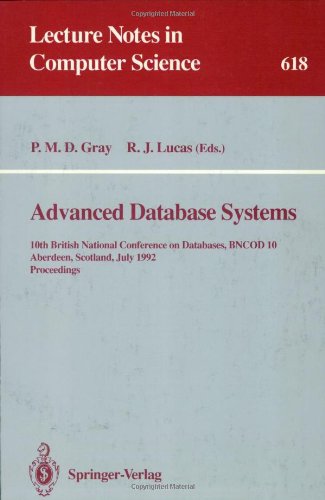 Lecture Notes in
Computer Science 618
P. M. D. Gray R. J. Lucas (Eds.)
Advanced Database Systems
10th British National Conference on Databases, BNCOD 10
Aberdeen, Scotland, July 1992
Proceedings
Springer-Verlag